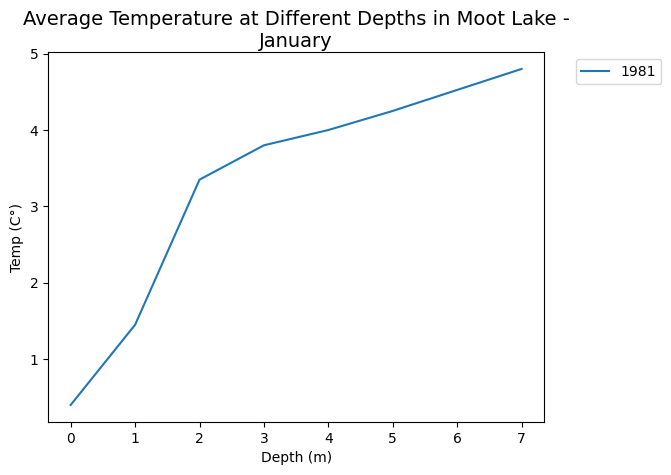 Average Temperature at Different Depths in Moot Lake -
January
1981
5
4
3
2
1
Temp (C°)
0 1 2 3 4 5 6 7
Depth (m)